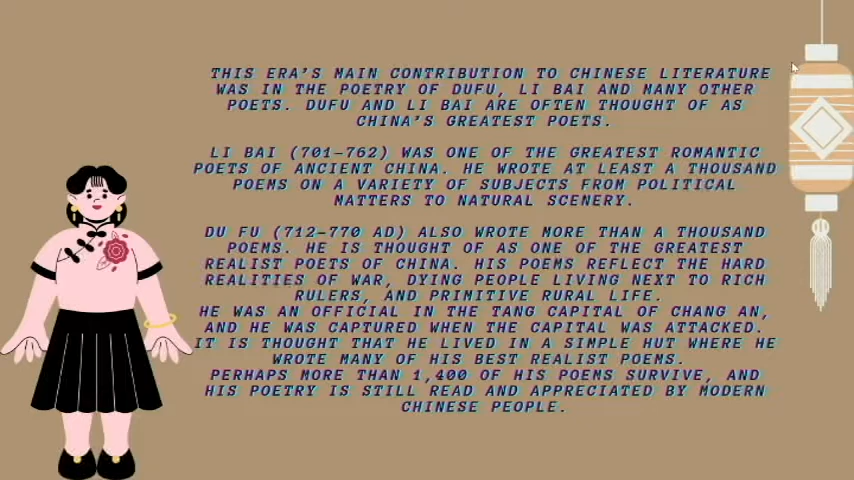 THIS ERA'S MAIN CONTRIBUTION TO CHINESE LITERATURE
WAS IN THE POETRY OF DUFU, LI BAI AND MANY OTHER
POETS. DUFU AND LI BAI ARE OFTEN THOUGHT OF AS
CHINA'S GREATEST POETS.
LI BAI (701–762) WAS ONE OF THE GREATEST ROMANTIC
POETS OF ANCIENT CHINA. HE WROTE AT LEAST A THOUSAND
POEMS ON A VARIETY OF SUBJECTS FROM POLITICAL
MATTERS TO NATURAL SCENERY.
DU FU (712–770 AD) ALSO WROTE MORE THAN A THOUSAND
POEMS. HE IS THOUGHT OF AS ONE OF THE GREATEST
REALIST POETS OF CHINA. HIS POEMS REFLECT THE HARD
REALITIES OF WAR, DYING PEOPLE LIVING NEXT TO RICH
RULERS, AND PRIMITIVE RURAL LIFE.
HE WAS AN OFFICIAL IN THE TANG CAPITAL OF CHANG AN,
AND HE WAS CAPTURED WHEN THE CAPITAL WAS ATTACKED.
IT IS THOUGHT THAT HE LIVED IN A SIMPLE HUT WHERE HE
WROTE MANY OF HIS BEST REALIST POEMS.
PERHAPS MORE THAN 1,400 OF HIS POEMS SURVIVE, AND
HIS POETRY IS STILL READ AND APPRECIATED BY MODERN
CHINESE PEOPLE.